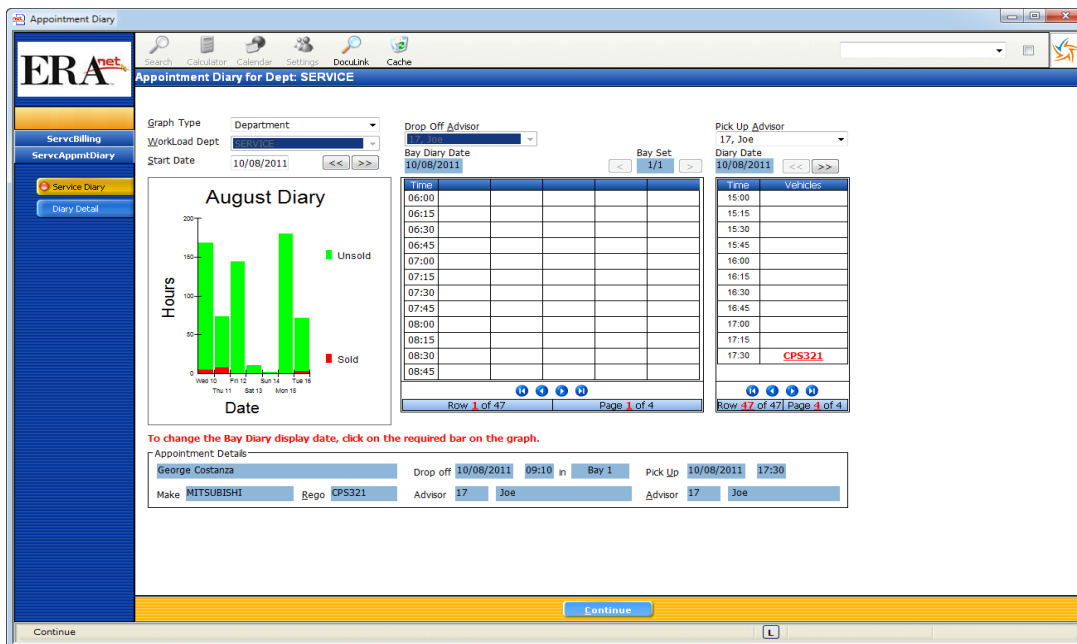 Appointment Diary
ERAnet
Search Calculator Calendar Settings DocuLink Cache
Appointment Diary for Dept: SERVICE
ServcBilling
ServcAppmtDiary
Service Diary
Diary Detail
Graph Type Department
WorkLoad Dept SERVICE
Start Date 10/08/2011 << >>
Drop Off Advisor
17, Joe
Bay Diary Date Bay Set
10/08/2011 < 1/1 >
Pick Up Advisor
17, Joe
Diary Date
10/08/2011 << >>
August Diary
Hours
200
150
100
50
0
Unsold
Sold
Wed 10 Fri 12 Sun 14 Tue 16
Thu 11 Sat 13 Mon 15
Date
Time
06:00
06:15
06:30
06:45
07:00
07:15
07:30
07:45
08:00
08:15
08:30
08:45
Row 1 of 47 Page 1 of 4
Time Vehicles
15:00
15:15
15:30
15:45
16:00
16:15
16:30
16:45
17:00
17:15
17:30 CPS321
Row 47 of 47 Page 4 of 4
To change the Bay Diary display date, click on the required bar on the graph.
Appointment Details
George Costanza Drop off 10/08/2011 09:10 in Bay 1 Pick Up 10/08/2011 17:30
Make MITSUBISHI Rego CPS321 Advisor 17 Joe Advisor 17 Joe
Continue
Continue L